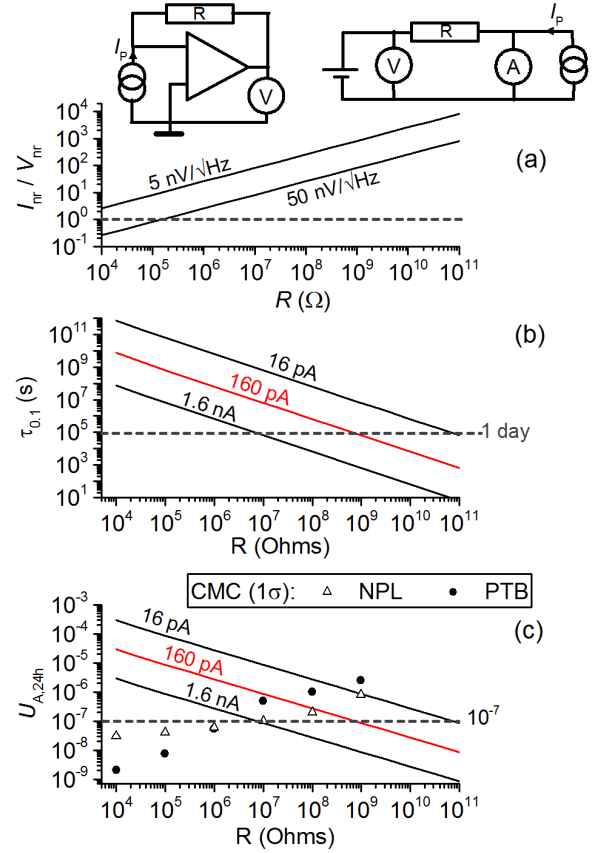 R
I_P
V
R
I_P
V
A
10^4
10^3
10^2
10^1
10^0
10^-1
I_nr / V_nr
5 nV/√Hz
50 nV/√Hz
(a)
10^4 10^5 10^6 10^7 10^8 10^9 10^10 10^11
R (Ω)
(b)
10^11
10^9
10^7
10^5
10^3
10^1
τ_0.1 (s)
16 pA
160 pA
1.6 nA
1 day
10^4 10^5 10^6 10^7 10^8 10^9 10^10 10^11
R (Ohms)
CMC (1σ): △ NPL ● PTB
10^-3
10^-4
10^-5
10^-6
10^-7
10^-8
10^-9
U_A,24h
16 pA
160 pA
1.6 nA
(c)
10^-7
10^4 10^5 10^6 10^7 10^8 10^9 10^10 10^11
R (Ohms)